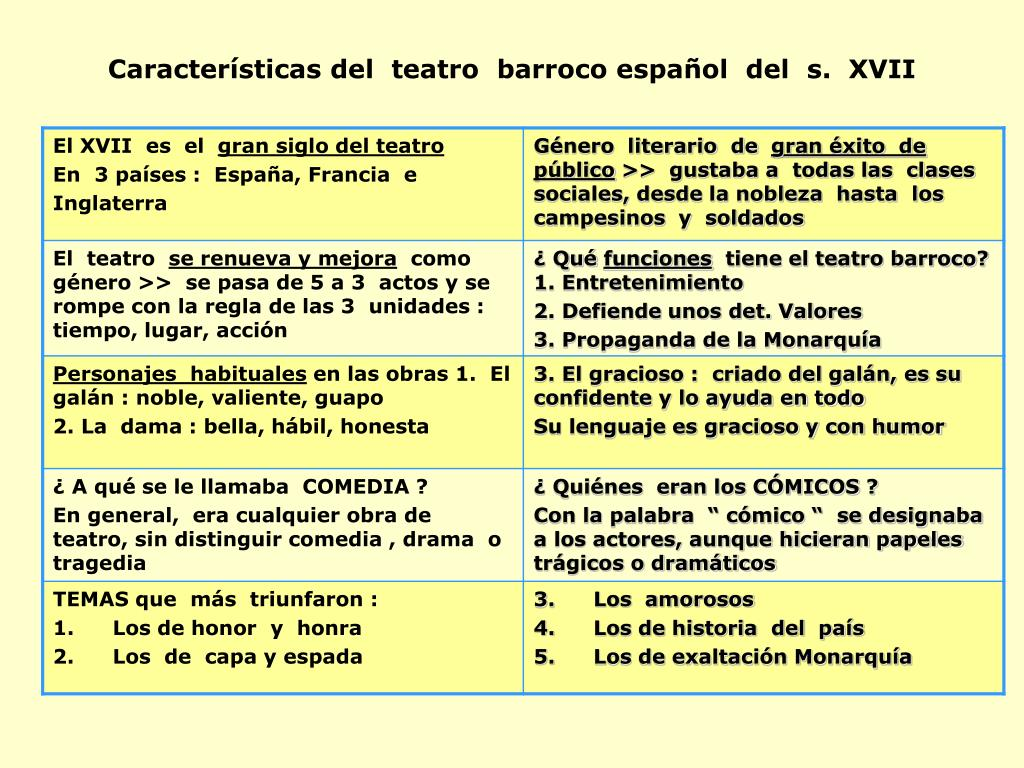 Características del teatro barroco español del s. XVII
El XVII es el gran siglo del teatro
En 3 países : España, Francia e
Inglaterra
Género literario de gran éxito de
público >> gustaba a todas las clases
sociales, desde la nobleza hasta los
campesinos y soldados
El teatro se renueva y mejora como
género >> se pasa de 5 a 3 actos y se
rompe con la regla de las 3 unidades :
tiempo, lugar, acción
¿ Qué funciones tiene el teatro barroco?
1. Entretenimiento
2. Defiende unos det. Valores
3. Propaganda de la Monarquía
Personajes habituales en las obras 1. El
galán : noble, valiente, guapo
2. La dama : bella, hábil, honesta
3. El gracioso : criado del galán, es su
confidente y lo ayuda en todo
Su lenguaje es gracioso y con humor
¿ A qué se le llamaba COMEDIA ?
En general, era cualquier obra de
teatro, sin distinguir comedia , drama o
tragedia
¿ Quiénes eran los CÓMICOS ?
Con la palabra “ cómico “ se designaba
a los actores, aunque hicieran papeles
trágicos o dramáticos
TEMAS que más triunfaron :
1. Los de honor y honra
2. Los de capa y espada
3. Los amorosos
4. Los de historia del país
5. Los de exaltación Monarquía